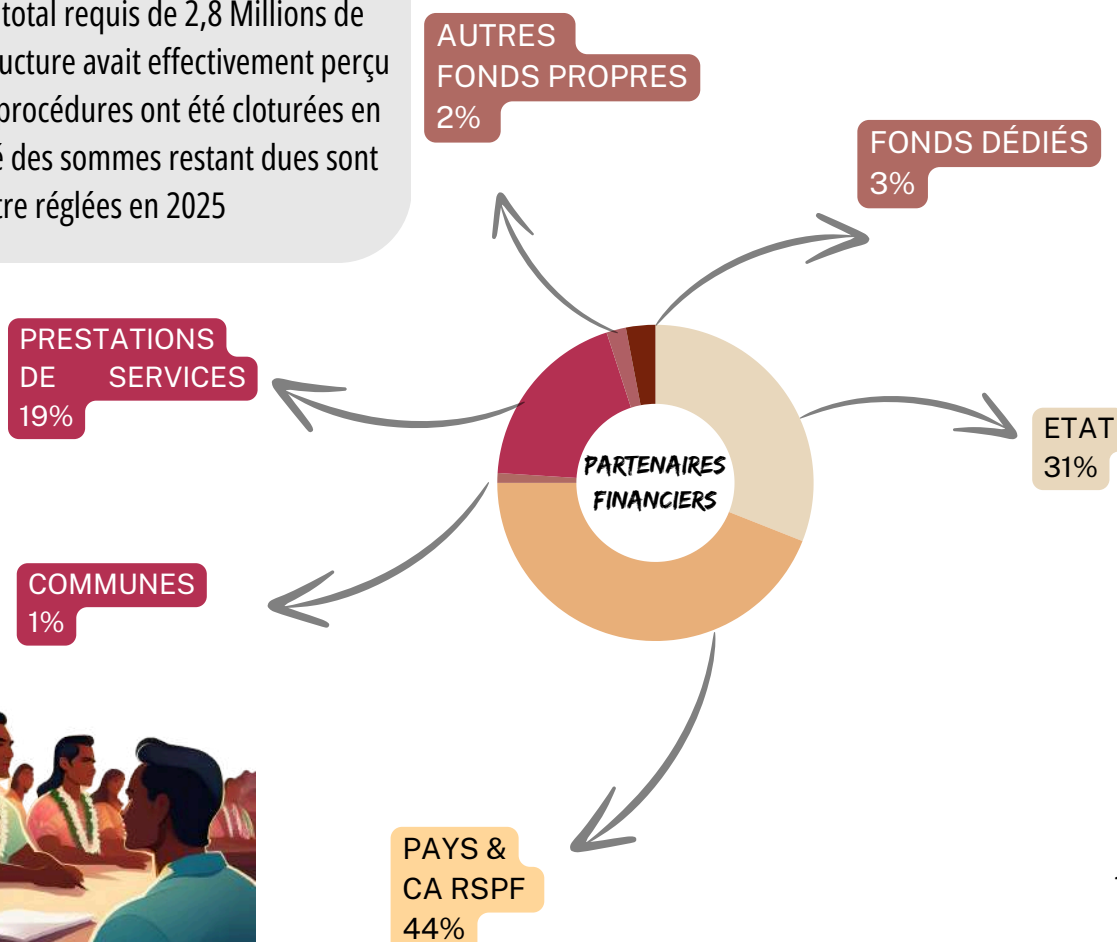 total requis de 2,8 Millions de
ucture avait effectivement perçu
procédures ont été cloturées en
des sommes restant dues sont
tre réglées en 2025
AUTRES
FONDS PROPRES
2%
FONDS DÉDIÉS
3%
PRESTATIONS
DE SERVICES
19%
PARTENAIRES
FINANCIERS
ETAT
31%
COMMUNES
1%
PAYS &
CA RSPF
44%